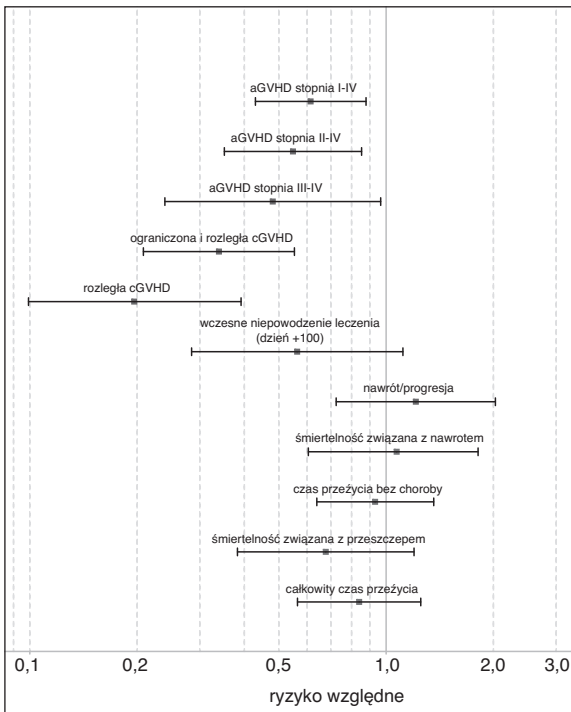 aGVHD stopnia I-IV
aGVHD stopnia II-IV
aGVHD stopnia III-IV
ograniczona i rozległa cGVHD
rozległa cGVHD
wczesne niepowodzenie leczenia
(dzień +100)
nawrót/progresja
śmiertelność związana z nawrotem
czas przeźycia bez choroby
śmiertelność związana z przeszczepem
całkowity czas przeźycia
0,1 0,2 0,5 1,0 2,0 3,0
ryzyko względne